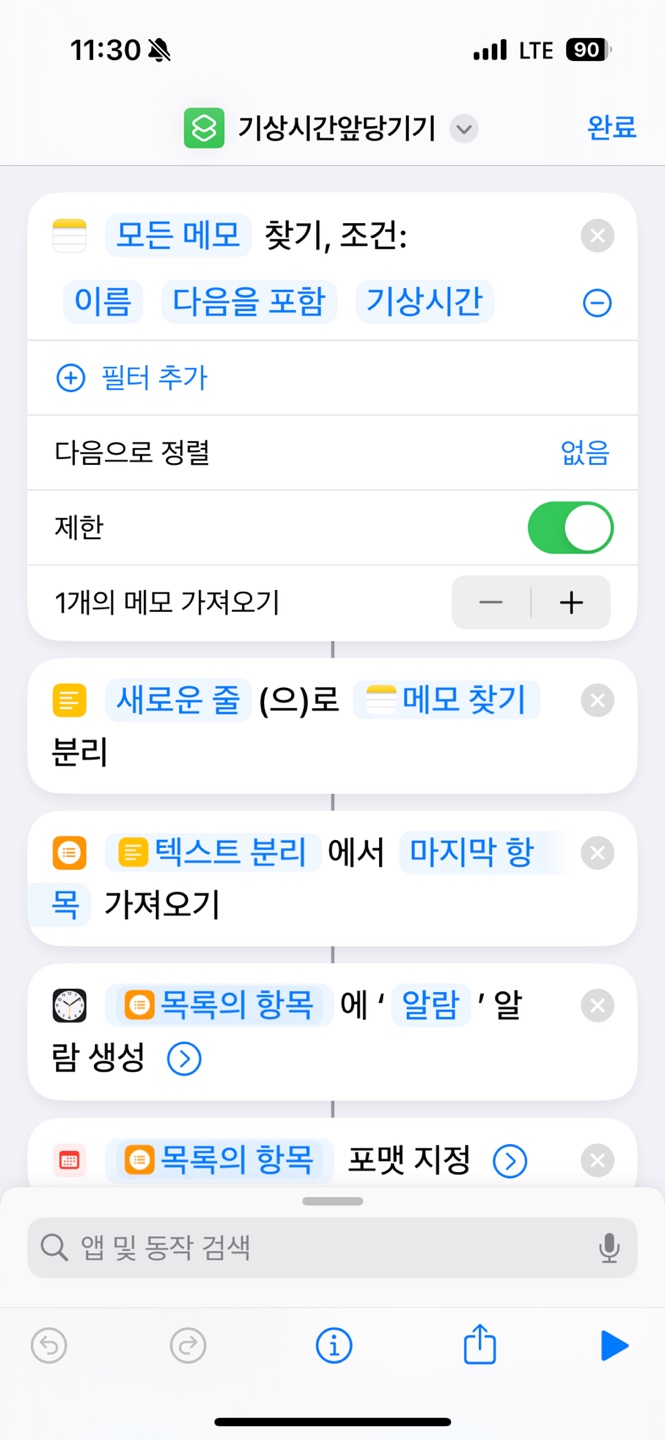 11:30 LTE 90
기상시간앞당기기 완료
모든 메모 찾기, 조건:
이름 다음을 포함 기상시간
필터 추가
다음으로 정렬 없음
제한
1개의 메모 가져오기
새로운 줄 (으)로 메모 찾기
분리
텍스트 분리 에서 마지막 항
목 가져오기
목록의 항목 에 ‘ 알람 ’ 알
람 생성
목록의 항목 포맷 지정
앱 및 동작 검색